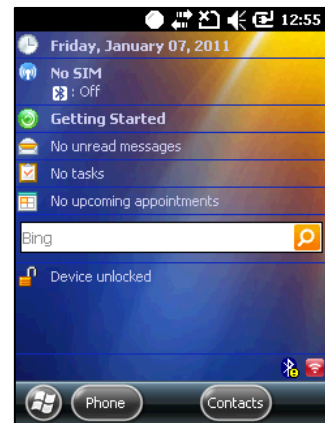 12:55
Friday, January 07, 2011
No SIM
: Off
Getting Started
No unread messages
No tasks
No upcoming appointments
Bing
Device unlocked
Phone Contacts